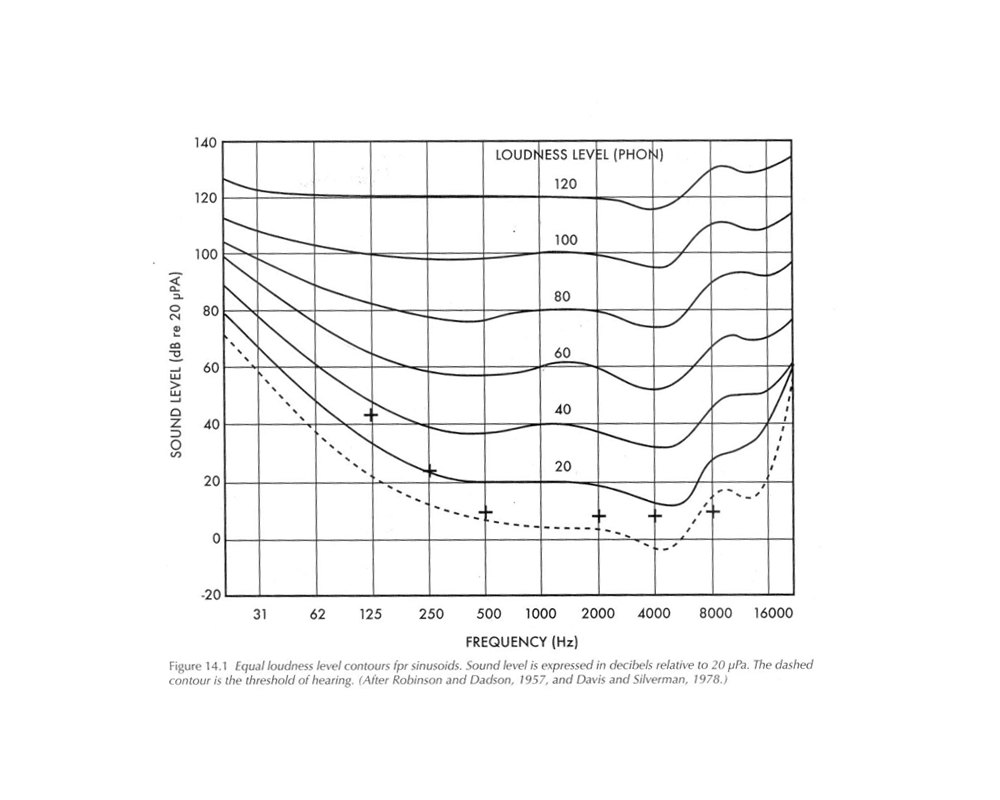 LOUDNESS LEVEL (PHON)
140
120
120
100
100
80
80
60
60
40
40
20
20
0
-20
SOUND LEVEL (dB re 20 µPA)
31 62 125 250 500 1000 2000 4000 8000 16000
FREQUENCY (Hz)
Figure 14.1 Equal loudness level contours fpr sinusoids. Sound level is expressed in decibels relative to 20 µPa. The dashed
contour is the threshold of hearing. (After Robinson and Dadson, 1957, and Davis and Silverman, 1978.)